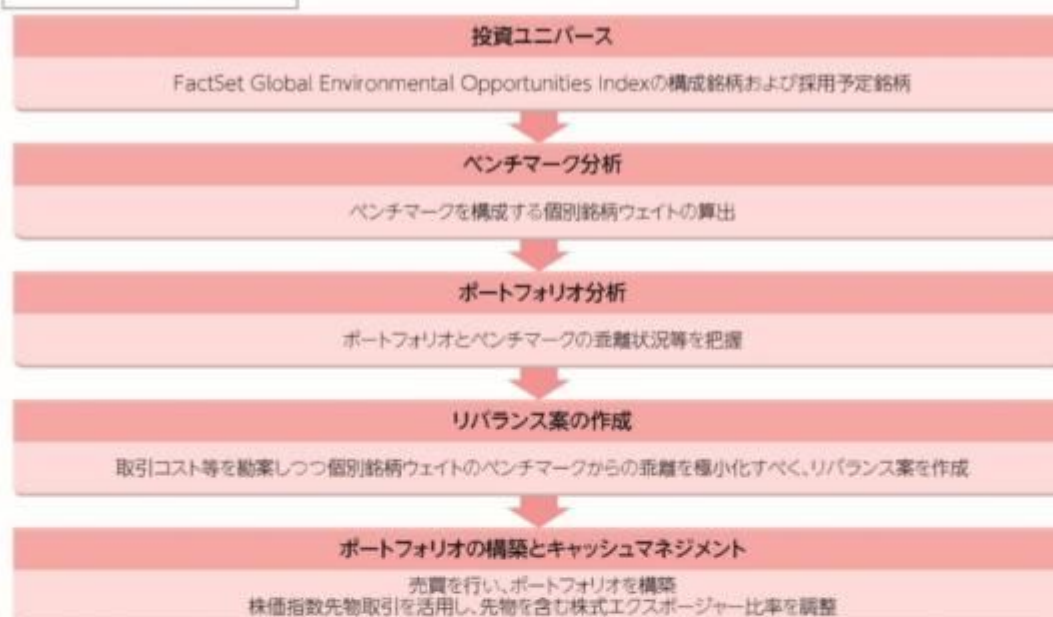 投資ユニバース
FactSet Global Environmental Opportunities Indexの構成銘柄および採用予定銘柄
ベンチマーク分析
ベンチマークを構成する個別銘柄ウェイトの算出
ポートフォリオ分析
ポートフォリオとベンチマークの乖離状況等を把握
リバランス案の作成
取引コスト等を勘案しつつ個別銘柄ウェイトのベンチマークからの乖離を極小化すべく、リバランス案を作成
ポートフォリオの構築とキャッシュマネジメント
売買を行い、ポートフォリオを構築
株価指数先物取引を活用し、先物を含む株式エクスポージャー比率を調整